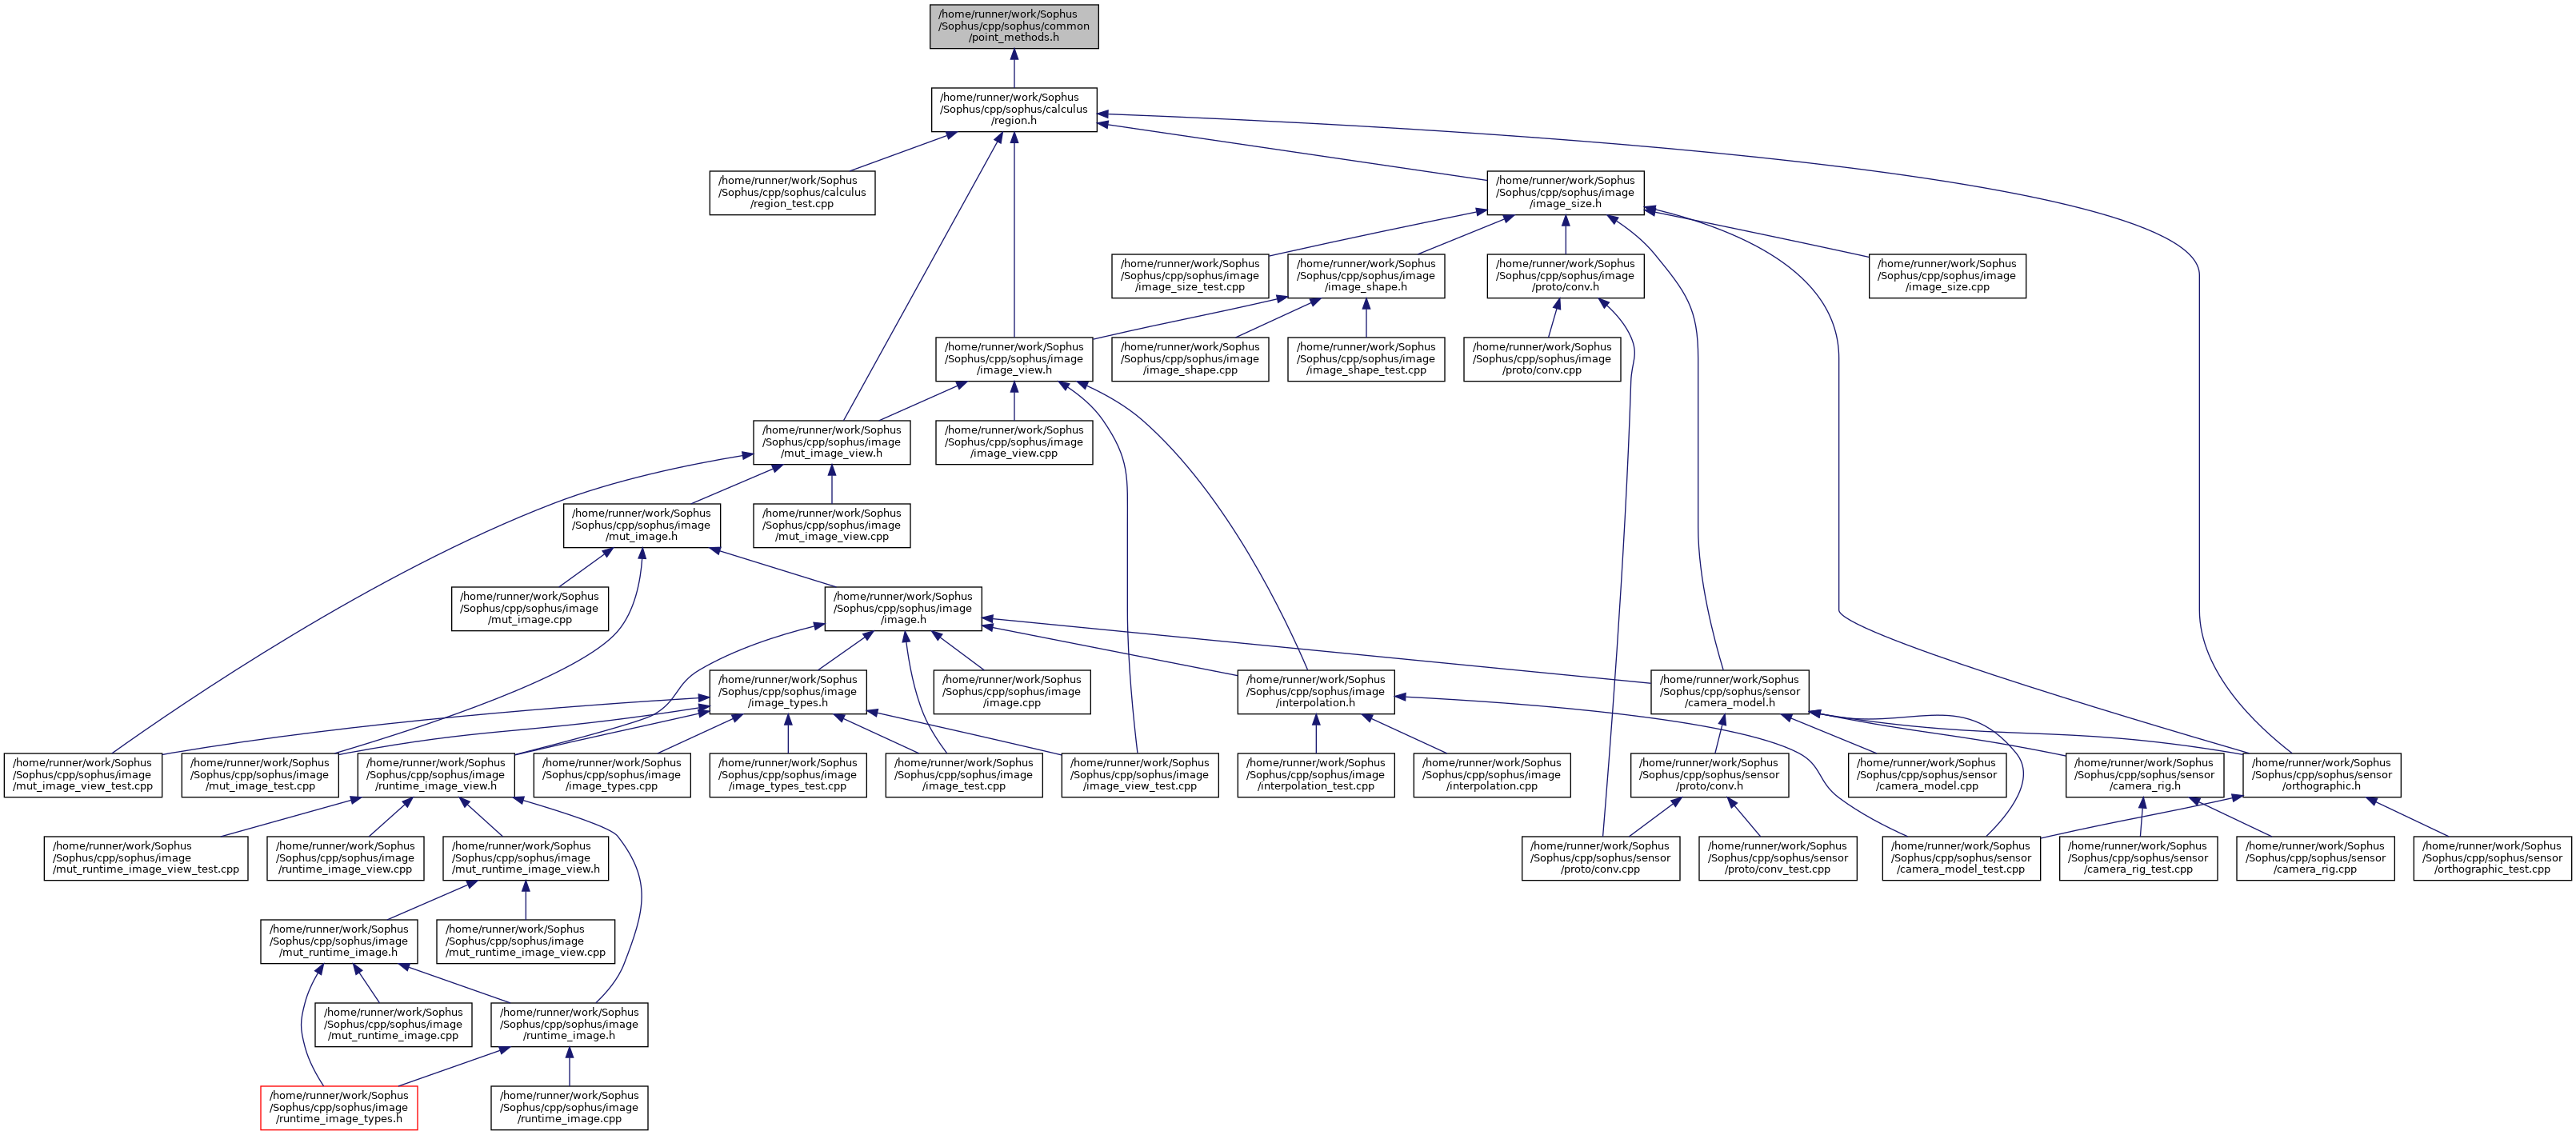 /home/runner/work/Sophus
/Sophus/cpp/sophus/common
/point_methods.h
/home/runner/work/Sophus
/Sophus/cpp/sophus/calculus
/region.h
/home/runner/work/Sophus
/Sophus/cpp/sophus/calculus
/region_test.cpp
/home/runner/work/Sophus
/Sophus/cpp/sophus/image
/image_size.h
/home/runner/work/Sophus
/Sophus/cpp/sophus/image
/image_size_test.cpp
/home/runner/work/Sophus
/Sophus/cpp/sophus/image
/image_shape.h
/home/runner/work/Sophus
/Sophus/cpp/sophus/image
/proto/conv.h
/home/runner/work/Sophus
/Sophus/cpp/sophus/image
/image_size.cpp
/home/runner/work/Sophus
/Sophus/cpp/sophus/image
/image_view.h
/home/runner/work/Sophus
/Sophus/cpp/sophus/image
/image_shape.cpp
/home/runner/work/Sophus
/Sophus/cpp/sophus/image
/image_shape_test.cpp
/home/runner/work/Sophus
/Sophus/cpp/sophus/image
/proto/conv.cpp
/home/runner/work/Sophus
/Sophus/cpp/sophus/image
/mut_image_view.h
/home/runner/work/Sophus
/Sophus/cpp/sophus/image
/image_view.cpp
/home/runner/work/Sophus
/Sophus/cpp/sophus/image
/mut_image.h
/home/runner/work/Sophus
/Sophus/cpp/sophus/image
/mut_image_view.cpp
/home/runner/work/Sophus
/Sophus/cpp/sophus/image
/mut_image.cpp
/home/runner/work/Sophus
/Sophus/cpp/sophus/image
/image.h
/home/runner/work/Sophus
/Sophus/cpp/sophus/image
/image_types.h
/home/runner/work/Sophus
/Sophus/cpp/sophus/image
/image.cpp
/home/runner/work/Sophus
/Sophus/cpp/sophus/image
/interpolation.h
/home/runner/work/Sophus
/Sophus/cpp/sophus/sensor
/camera_model.h
/home/runner/work/Sophus
/Sophus/cpp/sophus/image
/mut_image_view_test.cpp
/home/runner/work/Sophus
/Sophus/cpp/sophus/image
/mut_image_test.cpp
/home/runner/work/Sophus
/Sophus/cpp/sophus/image
/runtime_image_view.h
/home/runner/work/Sophus
/Sophus/cpp/sophus/image
/image_types.cpp
/home/runner/work/Sophus
/Sophus/cpp/sophus/image
/image_types_test.cpp
/home/runner/work/Sophus
/Sophus/cpp/sophus/image
/image_test.cpp
/home/runner/work/Sophus
/Sophus/cpp/sophus/image
/image_view_test.cpp
/home/runner/work/Sophus
/Sophus/cpp/sophus/image
/interpolation_test.cpp
/home/runner/work/Sophus
/Sophus/cpp/sophus/image
/interpolation.cpp
/home/runner/work/Sophus
/Sophus/cpp/sophus/sensor
/proto/conv.h
/home/runner/work/Sophus
/Sophus/cpp/sophus/sensor
/camera_model.cpp
/home/runner/work/Sophus
/Sophus/cpp/sophus/sensor
/camera_rig.h
/home/runner/work/Sophus
/Sophus/cpp/sophus/sensor
/orthographic.h
/home/runner/work/Sophus
/Sophus/cpp/sophus/image
/mut_runtime_image_view_test.cpp
/home/runner/work/Sophus
/Sophus/cpp/sophus/image
/runtime_image_view.cpp
/home/runner/work/Sophus
/Sophus/cpp/sophus/image
/mut_runtime_image_view.h
/home/runner/work/Sophus
/Sophus/cpp/sophus/sensor
/proto/conv.cpp
/home/runner/work/Sophus
/Sophus/cpp/sophus/sensor
/proto/conv_test.cpp
/home/runner/work/Sophus
/Sophus/cpp/sophus/sensor
/camera_model_test.cpp
/home/runner/work/Sophus
/Sophus/cpp/sophus/sensor
/camera_rig_test.cpp
/home/runner/work/Sophus
/Sophus/cpp/sophus/sensor
/camera_rig.cpp
/home/runner/work/Sophus
/Sophus/cpp/sophus/sensor
/orthographic_test.cpp
/home/runner/work/Sophus
/Sophus/cpp/sophus/image
/mut_runtime_image.h
/home/runner/work/Sophus
/Sophus/cpp/sophus/image
/mut_runtime_image_view.cpp
/home/runner/work/Sophus
/Sophus/cpp/sophus/image
/mut_runtime_image.cpp
/home/runner/work/Sophus
/Sophus/cpp/sophus/image
/runtime_image.h
/home/runner/work/Sophus
/Sophus/cpp/sophus/image
/runtime_image_types.h
/home/runner/work/Sophus
/Sophus/cpp/sophus/image
/runtime_image.cpp